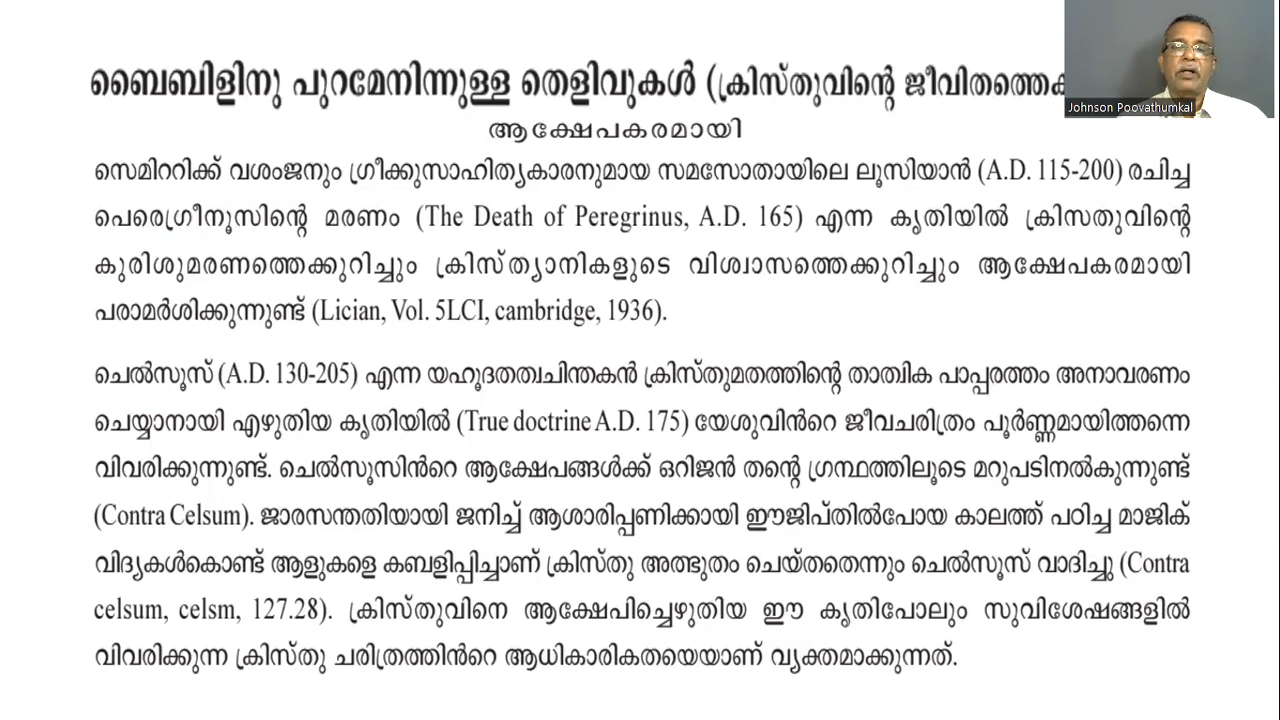 ബൈബിളിനു പുറമേനിന്നുള്ള തെളിവുകൾ (ക്രിസ്തുവിന്റെ
Johnson Poovathumkal
ആക്ഷേപകരമായി
സെമിററിക്ക് വശംജനും ഗ്രീക്കുസാഹിത്യകാരനുമായ സമസോതായിലെ ലൂസിയാൻ (A.D. 115-200) രചിച്ച
പെരെഗ്രീനൂസിന്റെ മരണം (The Death of Peregrinus, A.D. 165) എന്ന കൃതിയിൽ ക്രിസതുവിന്റെ
കുരിശുമരണത്തെക്കുറിച്ചും ക്രിസ്ത്യാനികളുടെ വിശ്വാസത്തെക്കുറിച്ചും ആക്ഷേപകരമായി
പരാമർശിക്കുന്നുണ്ട് (Lician, Vol. 5LCI, cambridge, 1936).
ചെൽസൂസ് (A.D. 130-205) എന്ന യഹൂദതത്വചിന്തകൻ ക്രിസ്തുമതത്തിന്റെ താത്വിക പാപ്പരത്തം അനാവരണം
ചെയ്യാനായി എഴുതിയ കൃതിയിൽ (True doctrine A.D. 175) യേശുവിൻറെ ജീവചരിത്രം പൂർണ്ണമായിത്തന്നെ
വിവരിക്കുന്നുണ്ട്. ചെൽസൂസിൻറെ ആക്ഷേപങ്ങൾക്ക് ഒറിജൻ തന്റെ ഗ്രന്ഥത്തിലൂടെ മറുപടിനൽകുന്നുണ്ട്
(Contra Celsum). ജാരസന്തതിയായി ജനിച്ച് ആശാരിപ്പണിക്കായി ഈജിപ്തിൽപോയ കാലത്ത് പഠിച്ച മാജിക്
വിദ്യകൾകൊണ്ട് ആളുകളെ കബളിപ്പിച്ചാണ് ക്രിസ്തു അത്ഭുതം ചെയ്തതെന്നും ചെൽസൂസ് വാദിച്ചു (Contra
celsum, celsm, 127.28). ക്രിസ്തുവിനെ ആക്ഷേപിച്ചെഴുതിയ ഈ കൃതിപോലും സുവിശേഷങ്ങളിൽ
വിവരിക്കുന്ന ക്രിസ്തു ചരിത്രത്തിൻറെ ആധികാരികതയെയാണ് വ്യക്തമാക്കുന്നത്.